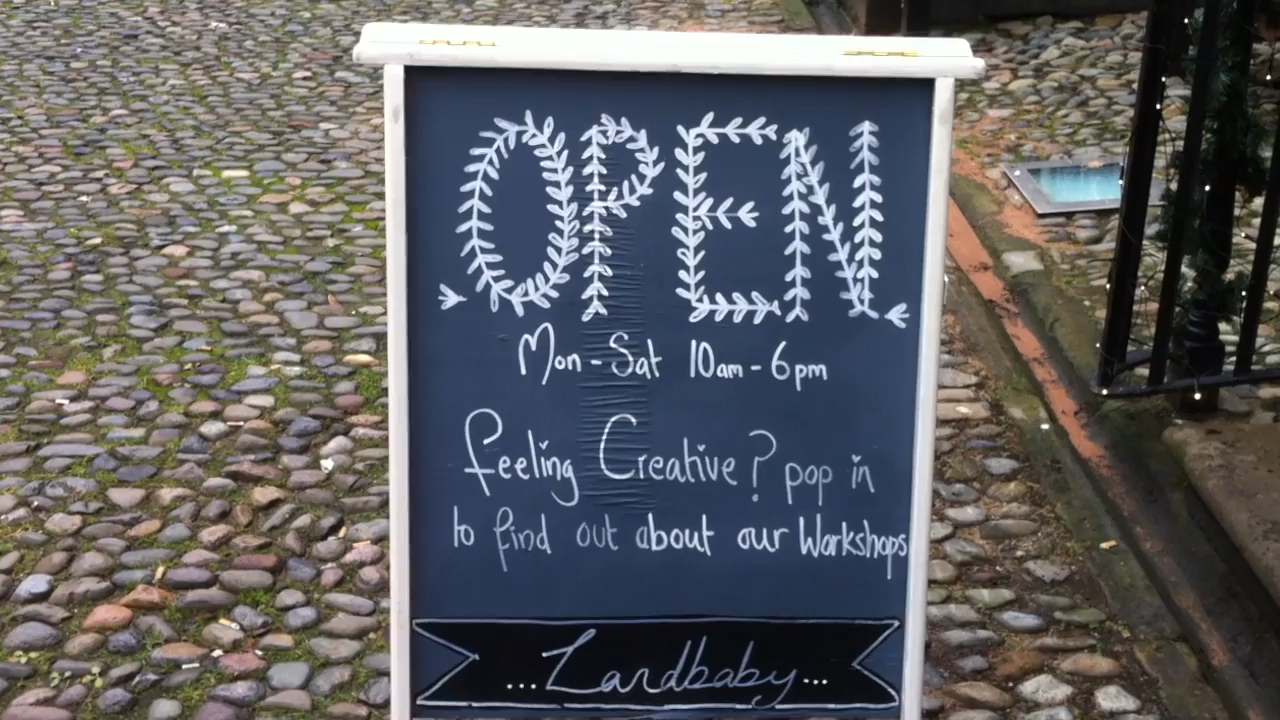 OPEN
Mon - Sat 10am - 6pm
feeling Creative? pop in
to find out about our Workshops
...Lardbaby...